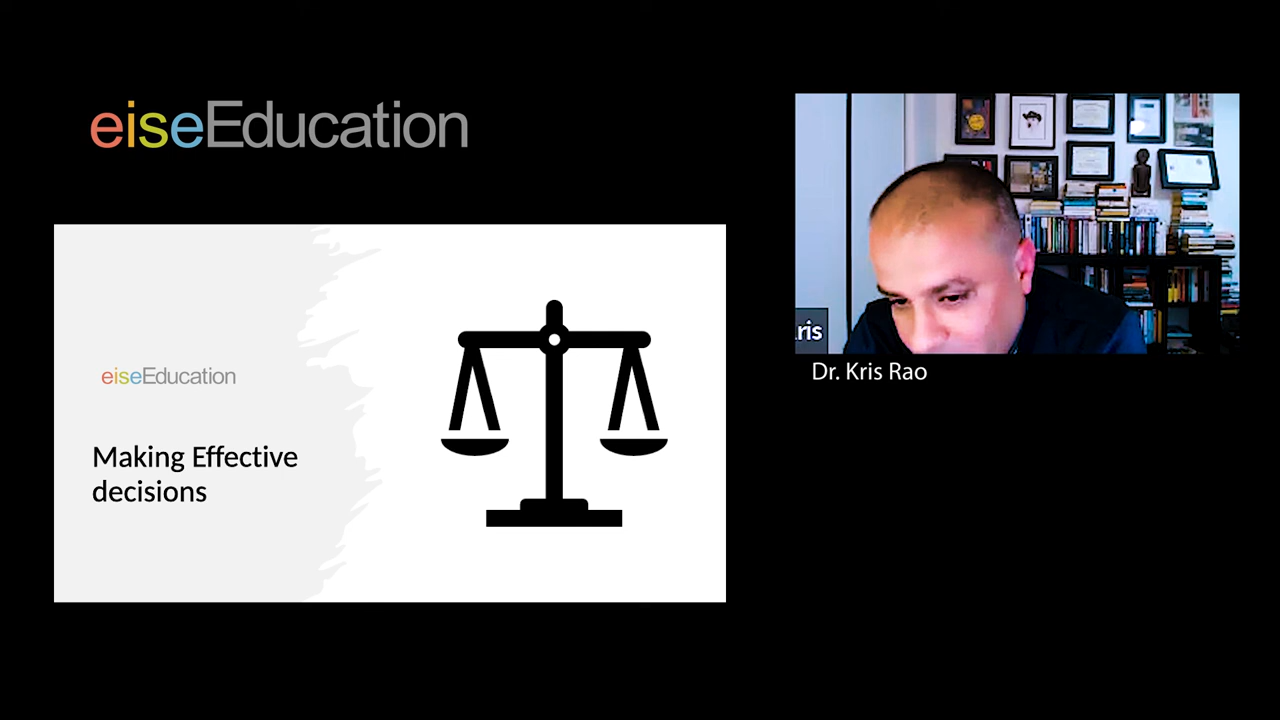 eiseEducation
eiseEducation
Making Effective
decisions
ris
Dr. Kris Rao